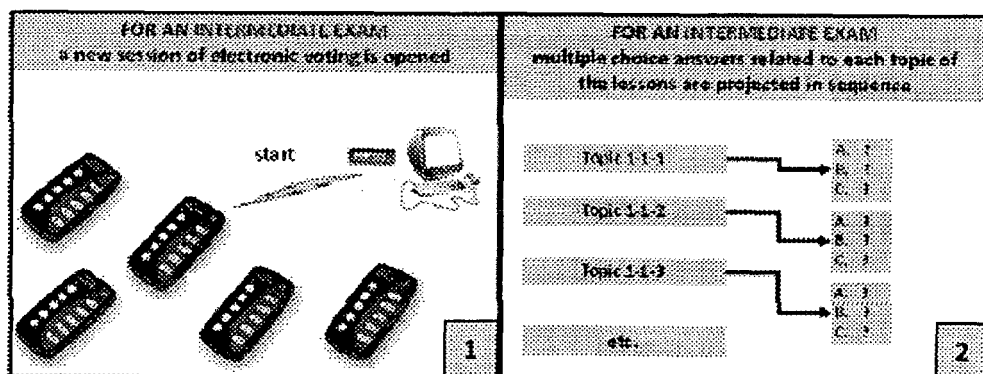 FOR AN INTERMEDIATE EXAM
a new session of electronic voting is opened
start
1
FOR AN INTERMEDIATE EXAM
multiple choice answers related to each topic of
the lessons are projected in sequence
Topic 1-1-1
A. ?
B. ?
C. ?
Topic 1-1-2
A. ?
B. ?
C. ?
Topic 1-1-3
A. ?
B. ?
C. ?
etc.
2